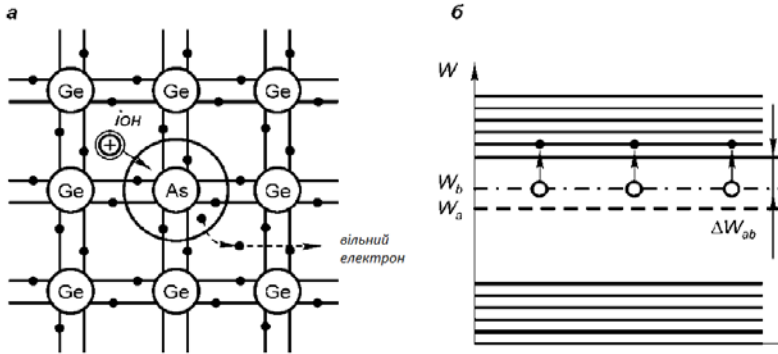 а
Ge
Ge
Ge
іон
+
Ge
As
Ge
вільний
електрон
Ge
Ge
Ge
б
W
W_b
W_a
ΔW_ab